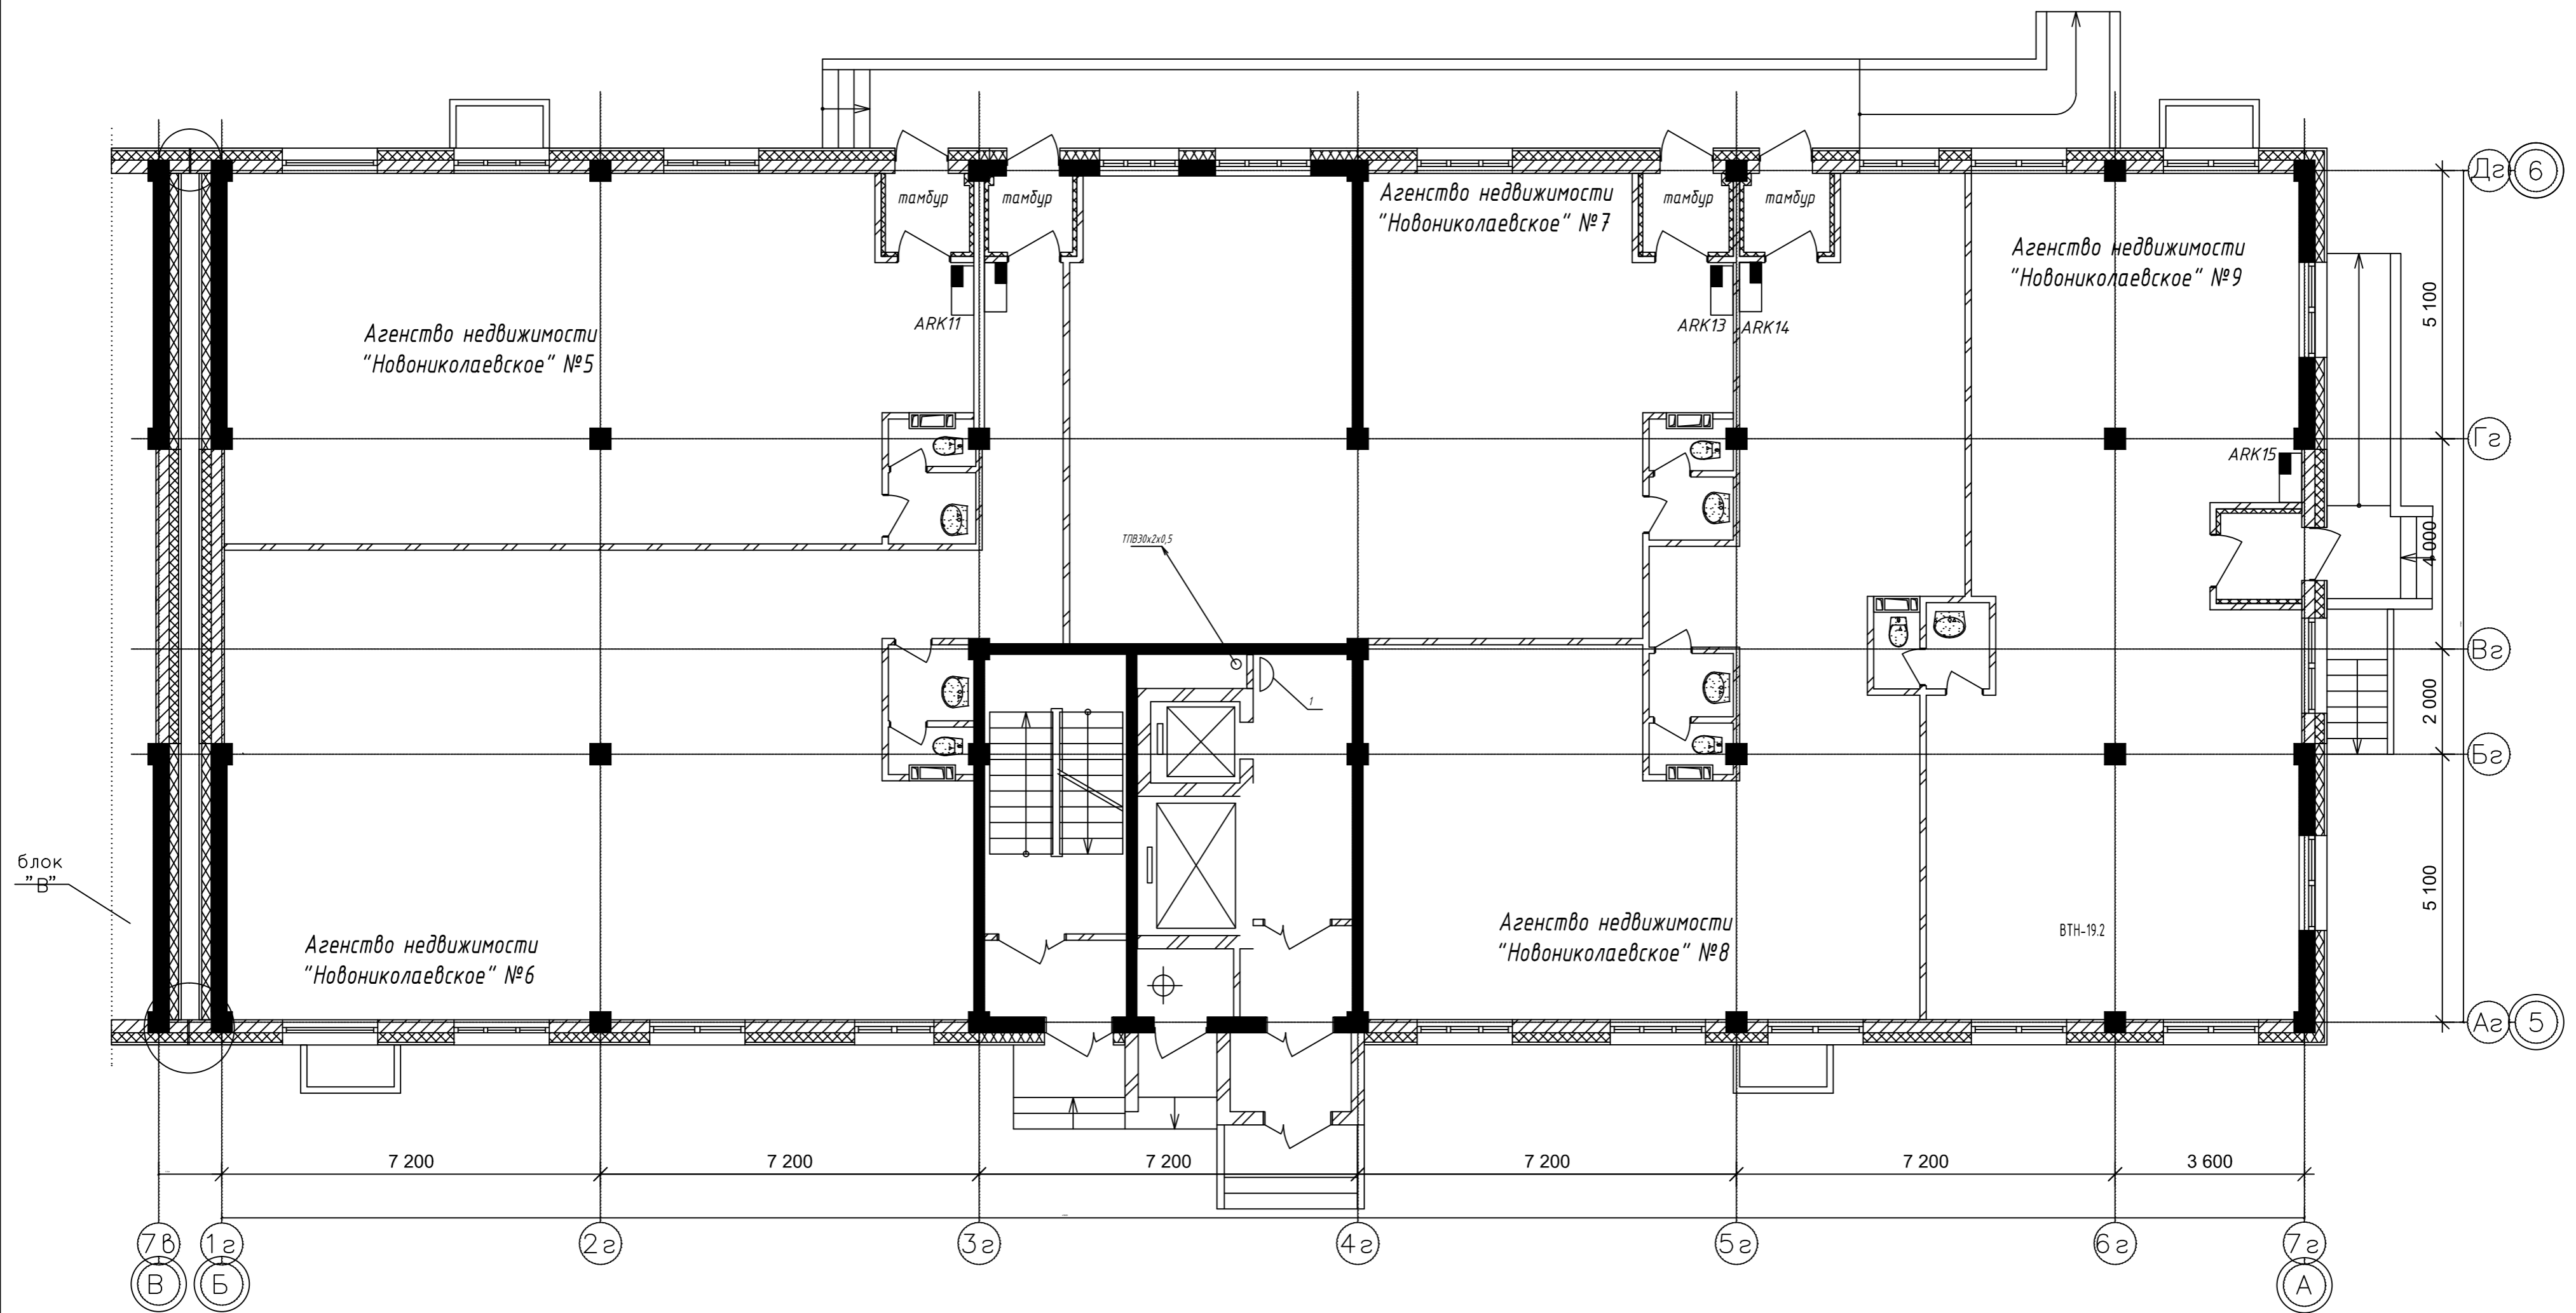 тамбур
тамбур
Агенство недвижимости
"Новониколаевское" №7
тамбур
тамбур
Дг
6
Агенство недвижимости
"Новониколаевское" №9
5 100
Агенство недвижимости
"Новониколаевское" №5
ARK11
ARK13
ARK14
Гг
ARK15
ТПВ30х2х0,5
4 000
Вг
1
2 000
Бг
блок
"В"
5 100
Агенство недвижимости
"Новониколаевское" №6
Агенство недвижимости
"Новониколаевское" №8
ВТН-19.2
Аг
5
7 200
7 200
7 200
7 200
7 200
3 600
7в
1г
2г
3г
4г
5г
6г
7г
В
Б
А